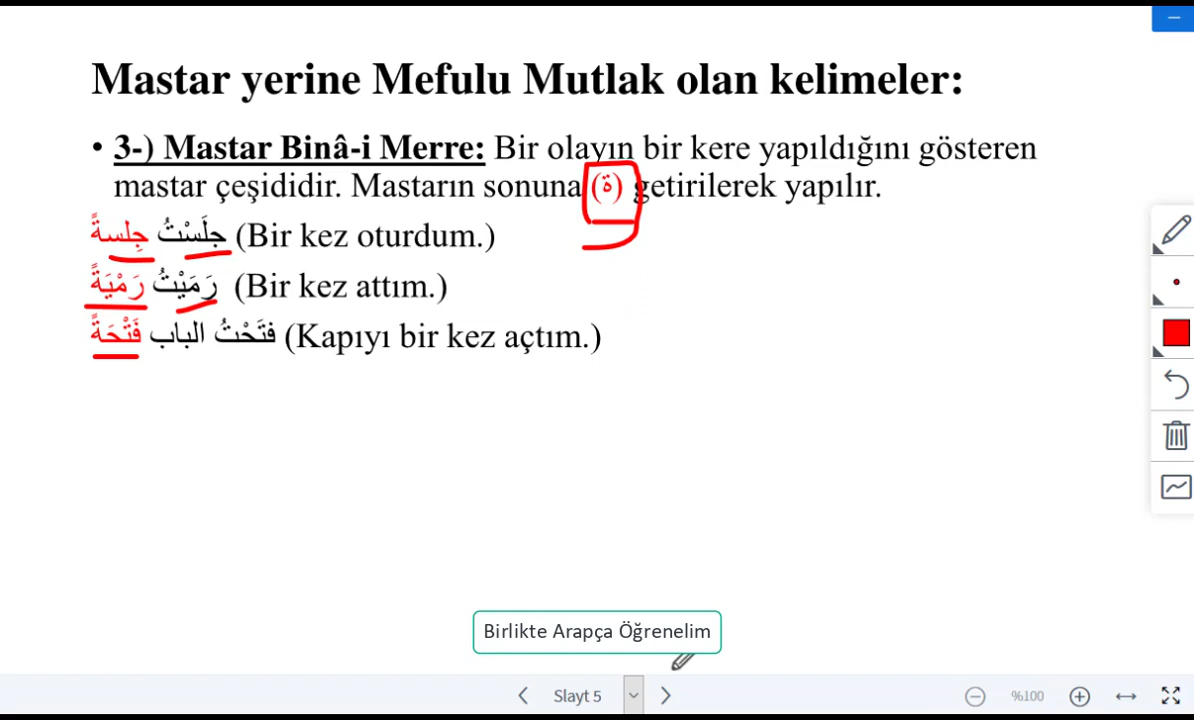 Mastar yerine Mefulu Mutlak olan kelimeler:
• 3-) Mastar Binâ-i Merre: Bir olayın bir kere yapıldığını gösteren
mastar çeşididir. Mastarın sonuna (ة) getirilerek yapılır.
جلَسْتُ جِلسةً (Bir kez oturdum.)
رَمَيْتُ رَمْيَةً (Bir kez attım.)
فتَحْتُ الباب فَتْحَةً (Kapıyı bir kez açtım.)
Birlikte Arapça Öğrenelim
Slayt 5
%100